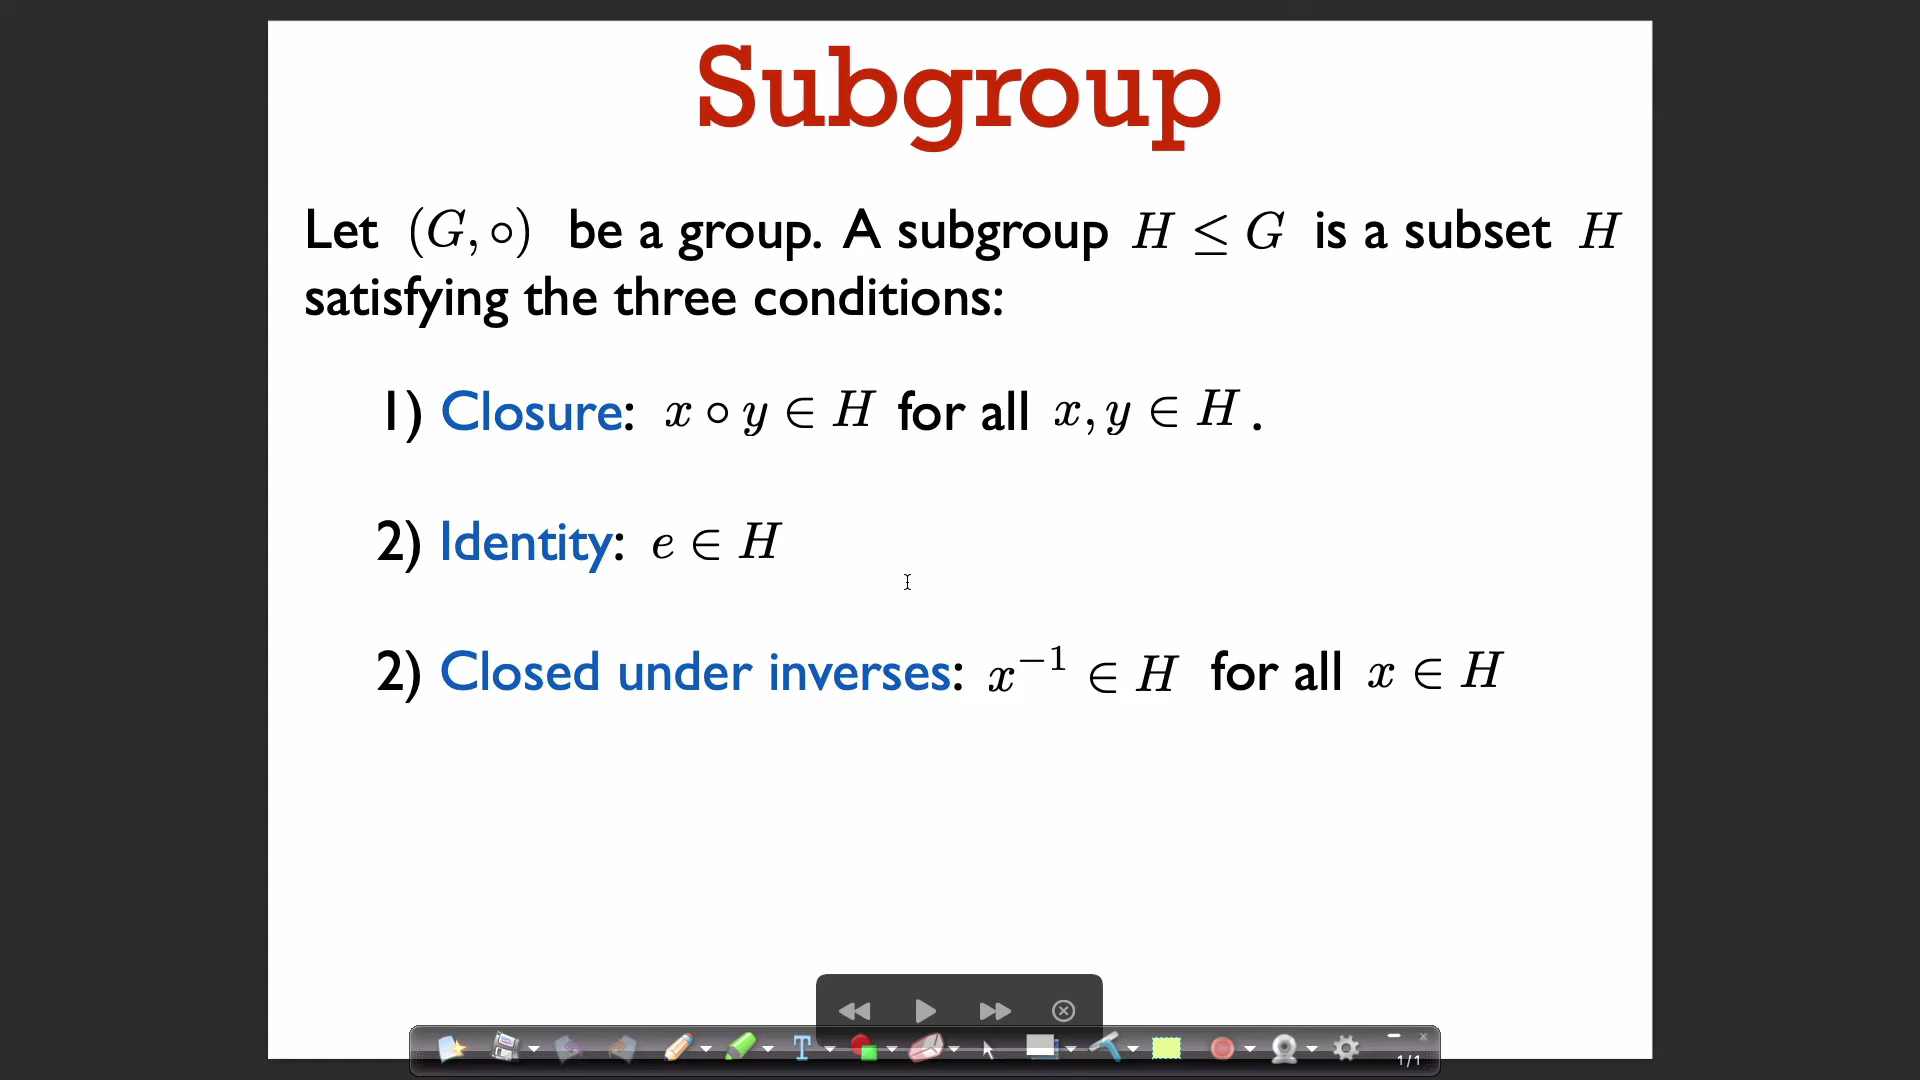 Subgroup
Let (G, ∘) be a group. A subgroup H ≤ G is a subset H
satisfying the three conditions:
1) Closure: x ∘ y ∈ H for all x, y ∈ H .
2) Identity: e ∈ H
2) Closed under inverses: x⁻¹ ∈ H for all x ∈ H
T
1/1